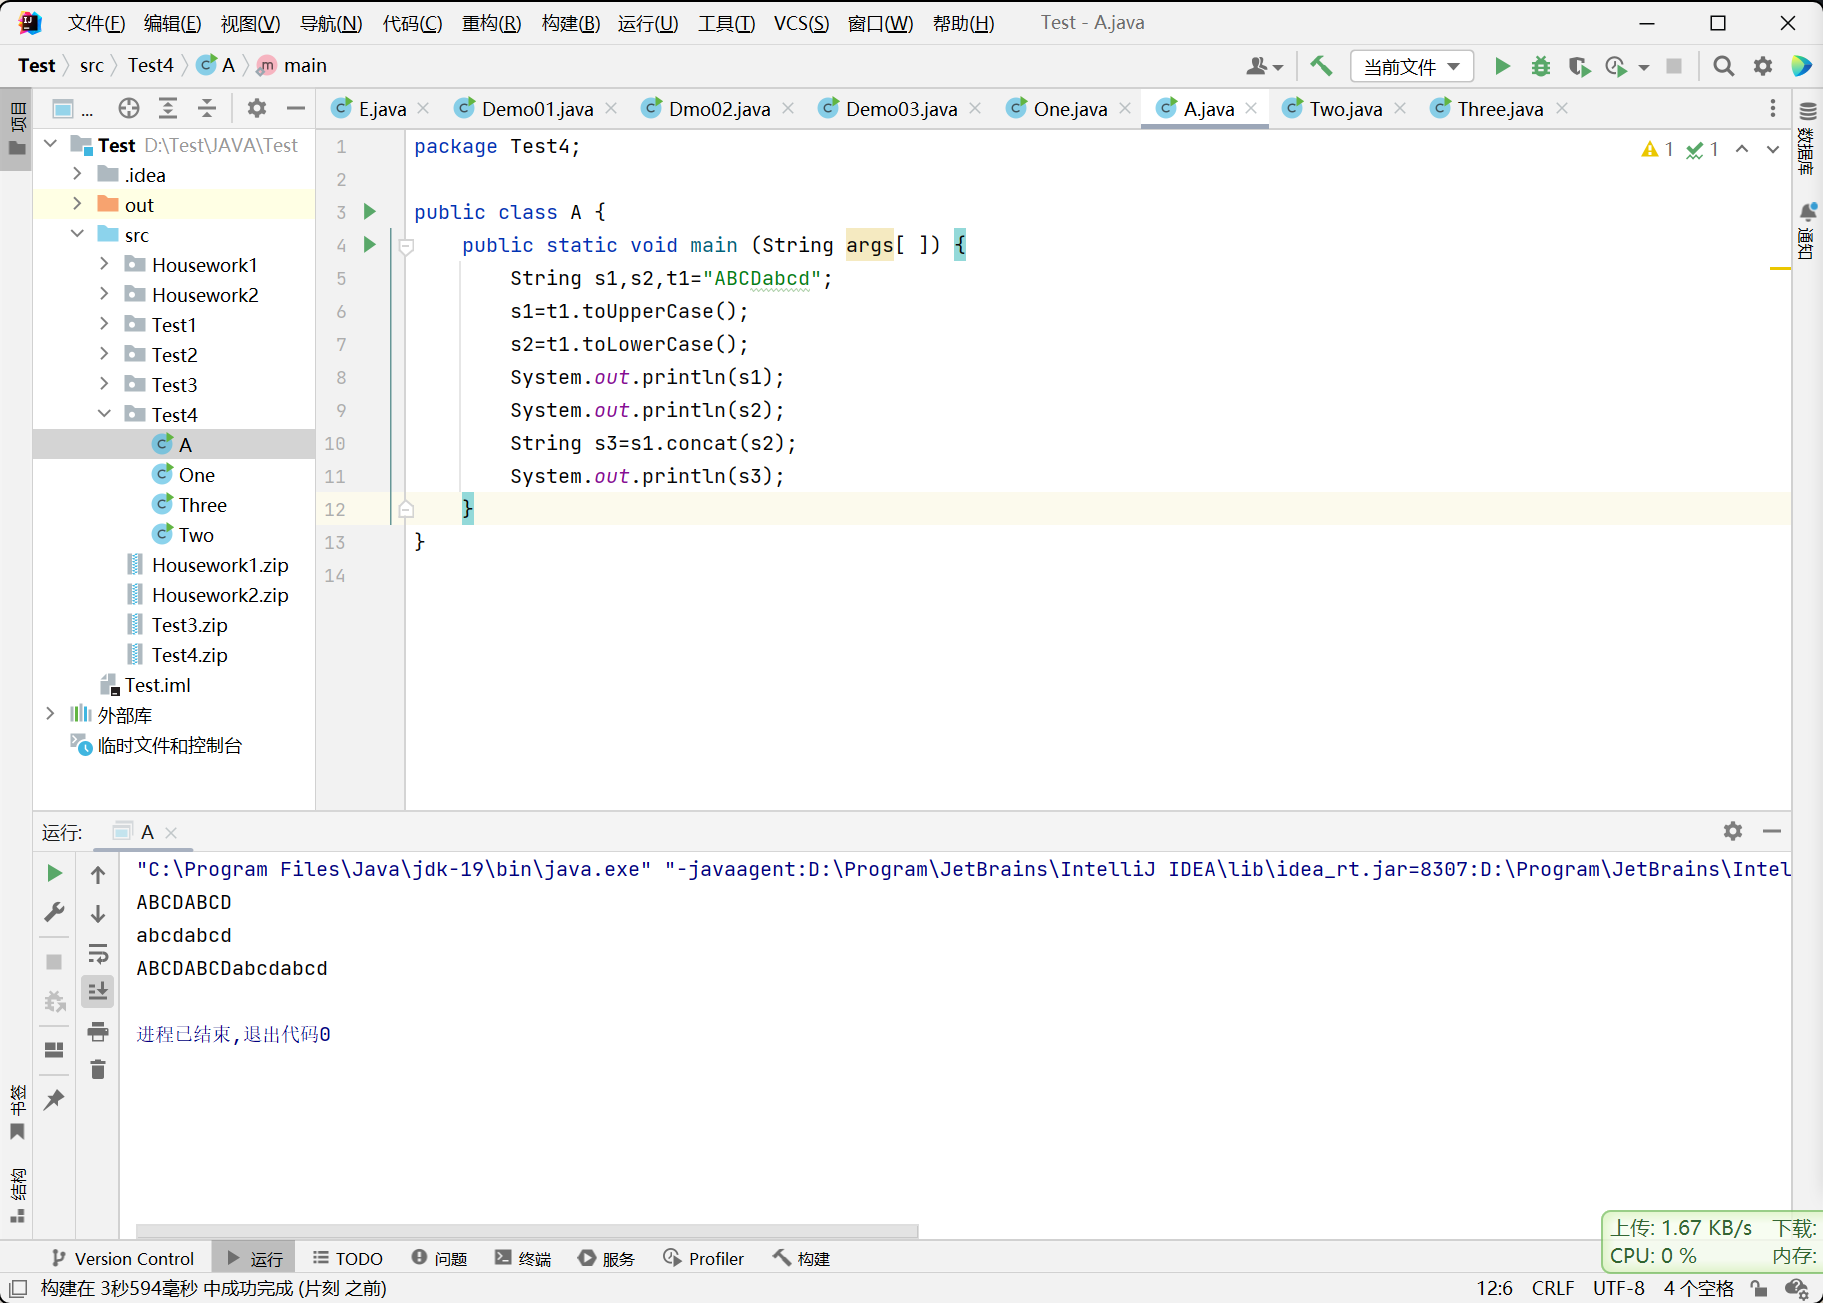 文件(F) 编辑(E) 视图(V) 导航(N) 代码(C) 重构(R) 构建(B) 运行(U) 工具(T) VCS(S) 窗口(W) 帮助(H) Test - A.java
Test src Test4 A main
当前文件
项目
...
E.java Demo01.java Dmo02.java Demo03.java One.java A.java Two.java Three.java
Test D:\Test\JAVA\Test
.idea
out
src
Housework1
Housework2
Test1
Test2
Test3
Test4
A
One
Three
Two
Housework1.zip
Housework2.zip
Test3.zip
Test4.zip
Test.iml
外部库
临时文件和控制台
1 package Test4;
2
3 public class A {
4 public static void main (String args[ ]) {
5 String s1,s2,t1="ABCDabcd";
6 s1=t1.toUpperCase();
7 s2=t1.toLowerCase();
8 System.out.println(s1);
9 System.out.println(s2);
10 String s3=s1.concat(s2);
11 System.out.println(s3);
12 }
13 }
14
1 1
数据库
通知
运行: A
"C:\Program Files\Java\jdk-19\bin\java.exe" "-javaagent:D:\Program\JetBrains\IntelliJ IDEA\lib\idea_rt.jar=8307:D:\Program\JetBrains\Intel
ABCDABCD
abcdabcd
ABCDABCDabcdabcd
进程已结束,退出代码0
书签
结构
上传: 1.67 KB/s 下载:
CPU: 0 % 内存:
Version Control 运行 TODO 问题 终端 服务 Profiler 构建
构建在 3秒594毫秒 中成功完成 (片刻 之前) 12:6 CRLF UTF-8 4 个空格